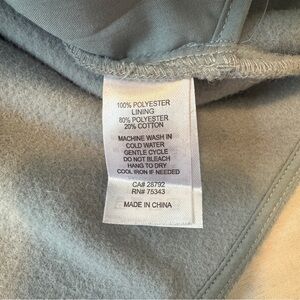 100% POLYESTER
LINING
80% POLYESTER
20% COTTON
MACHINE WASH IN
COLD WATER
GENTLE CYCLE
DO NOT BLEACH
HANG TO DRY
COOL IRON IF NEEDED
CA# 28792
RN# 75343
MADE IN CHINA